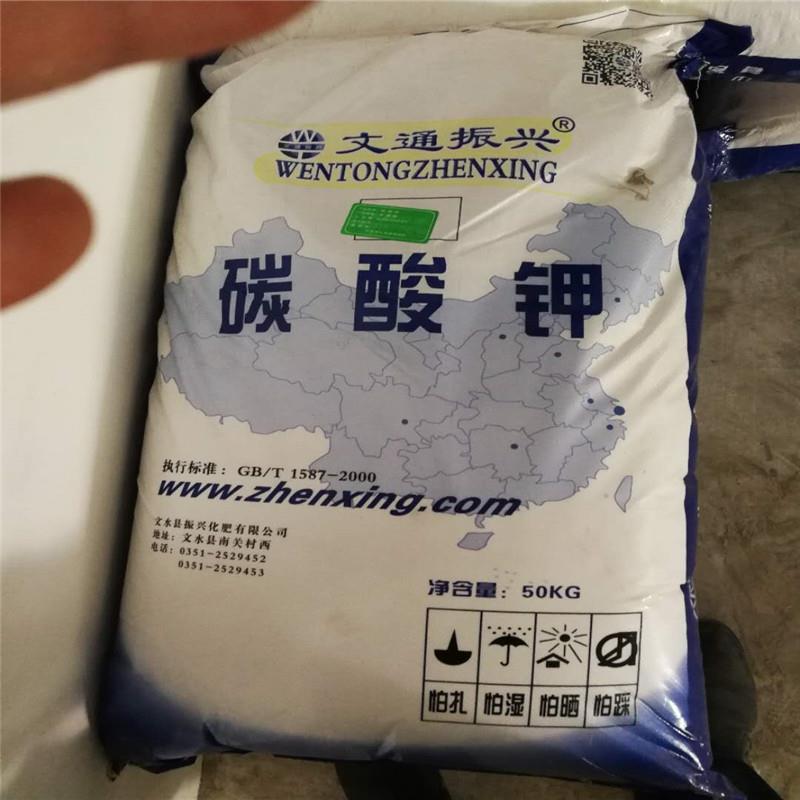 文通振兴®
WENTONGZHENXING
碳酸钾
执行标准：GB/T 1587-2000
www.zhenxing.com
文水县振兴化肥有限公司
地址：文水县南关村西
电话：0351-2529452
0351-2529453
净含量：50KG
怕扎 怕湿 怕晒 怕踩